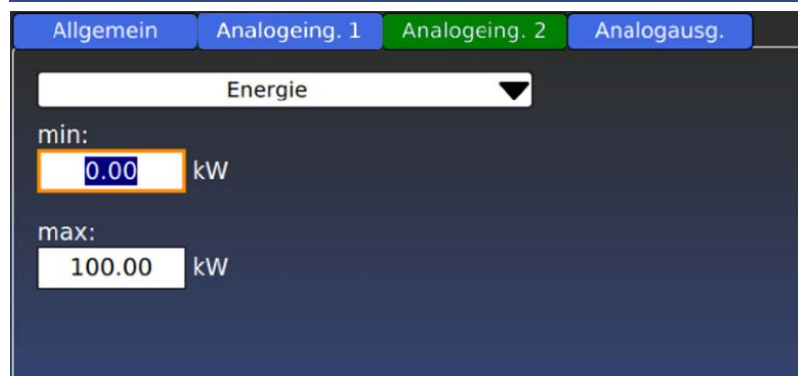 Allgemein Analogeing. 1 Analogeing. 2 Analogausg.
Energie
min:
0.00 kW
max:
100.00 kW